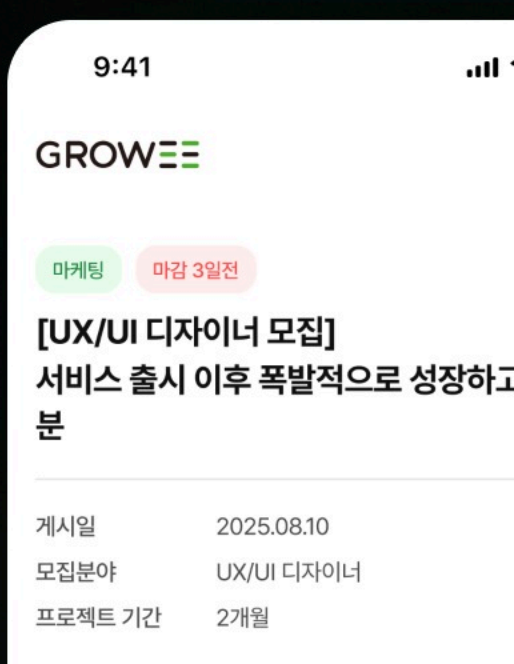 9:41
GROWEE
마케팅
마감 3일전
[UX/UI 디자이너 모집]
서비스 출시 이후 폭발적으로 성장하고
분
게시일 2025.08.10
모집분야 UX/UI 디자이너
프로젝트 기간 2개월